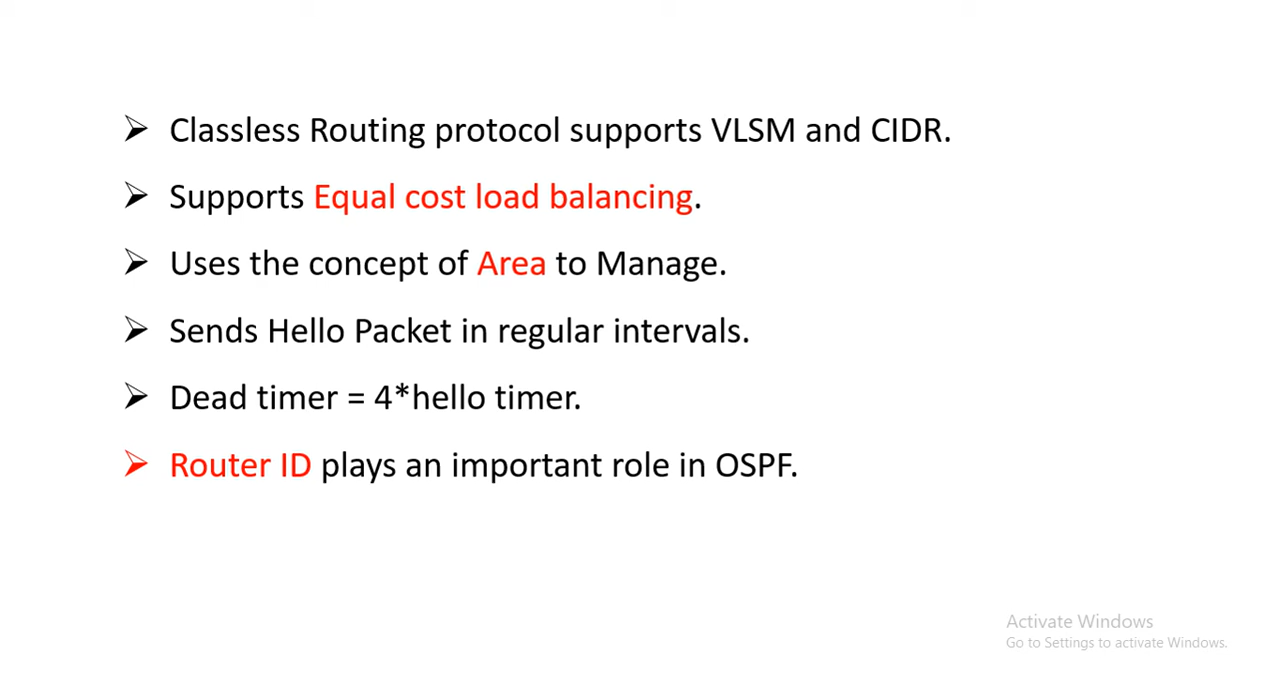 Classless Routing protocol supports VLSM and CIDR.
Supports Equal cost load balancing.
Uses the concept of Area to Manage.
Sends Hello Packet in regular intervals.
Dead timer = 4*hello timer.
Router ID plays an important role in OSPF.
Activate Windows
Go to Settings to activate Windows.